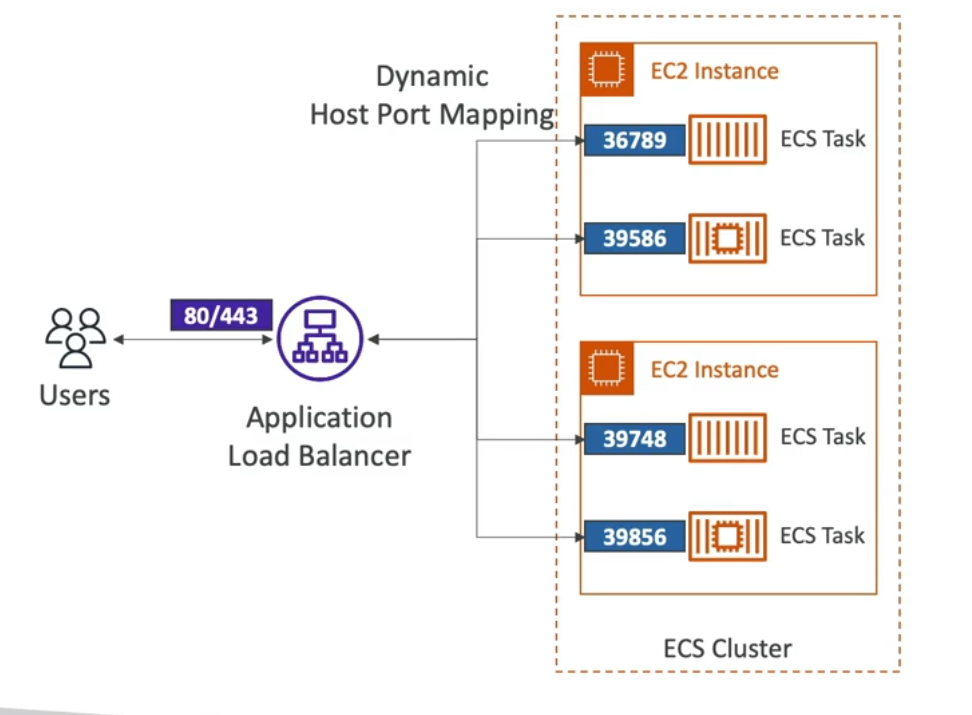 Dynamic
Host Port Mapping
EC2 Instance
36789
ECS Task
39586
ECS Task
80/443
Users
Application
Load Balancer
EC2 Instance
39748
ECS Task
39856
ECS Task
ECS Cluster